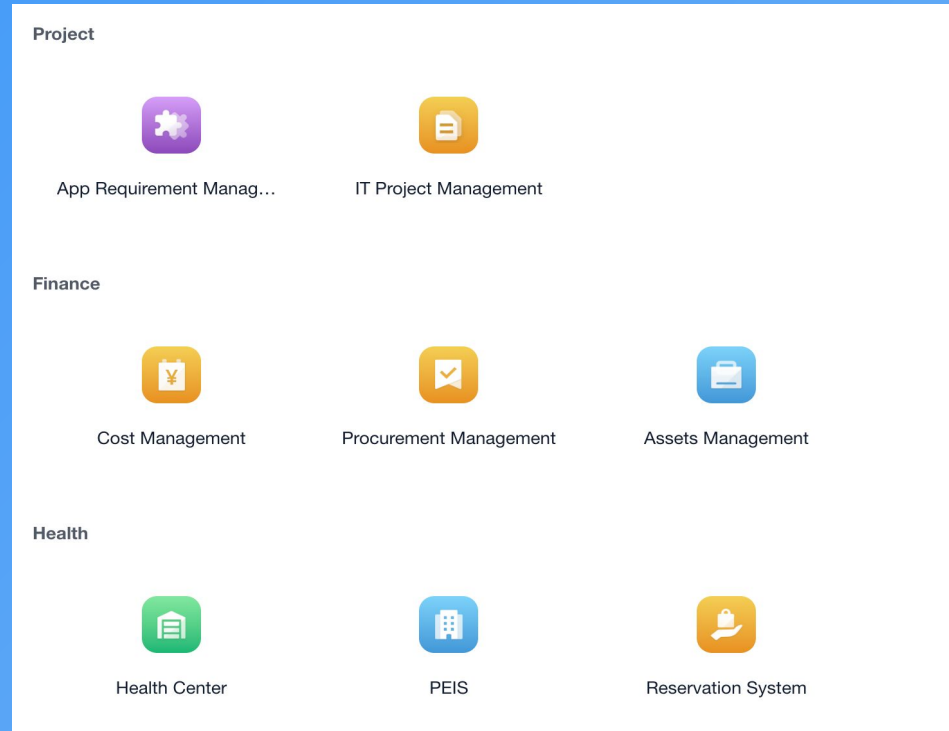 Project
App Requirement Manag...
IT Project Management
Finance
¥
Cost Management
Procurement Management
Assets Management
Health
Health Center
PEIS
Reservation System